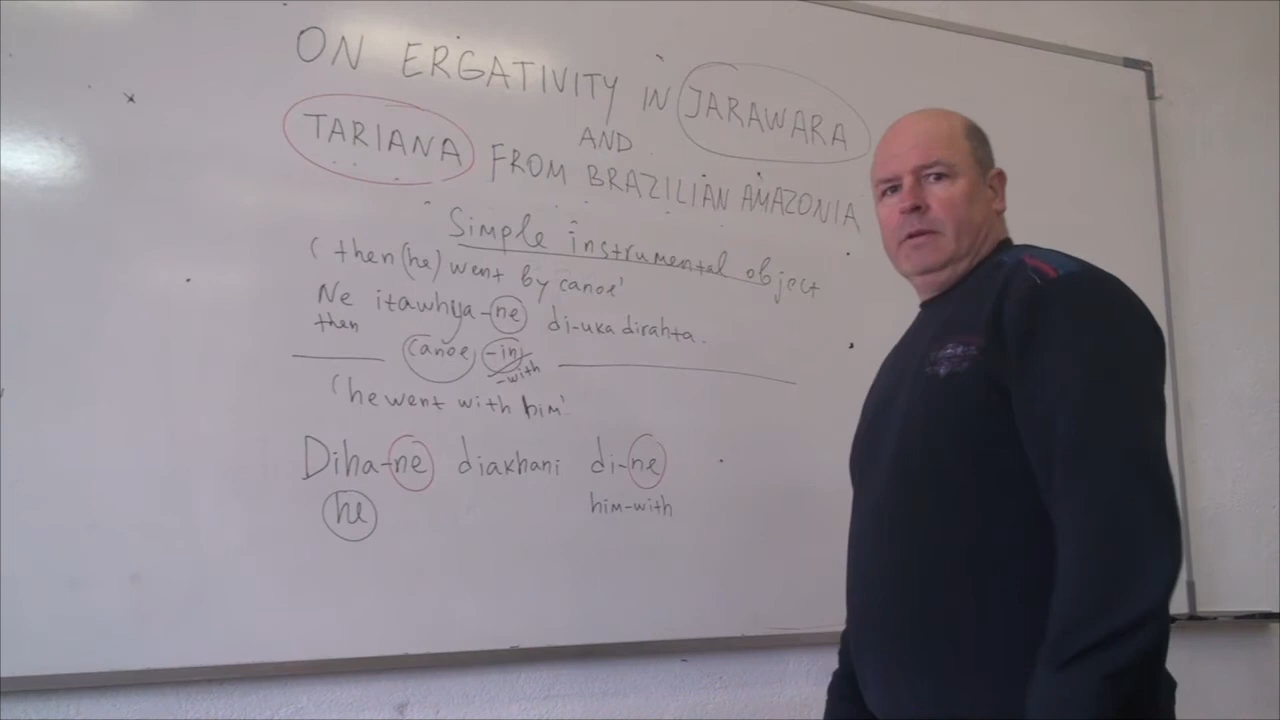 ON ERGATIVITY IN JARAWARA
AND
TARIANA FROM BRAZILIAN AMAZONIA
Simple instrumental object
( then (he) went by canoe'
Ne itawhya-ne di-uka dirahta.
then
canoe -in
-with
( he went with him'
Diha-ne diakhani di-ne
he him-with